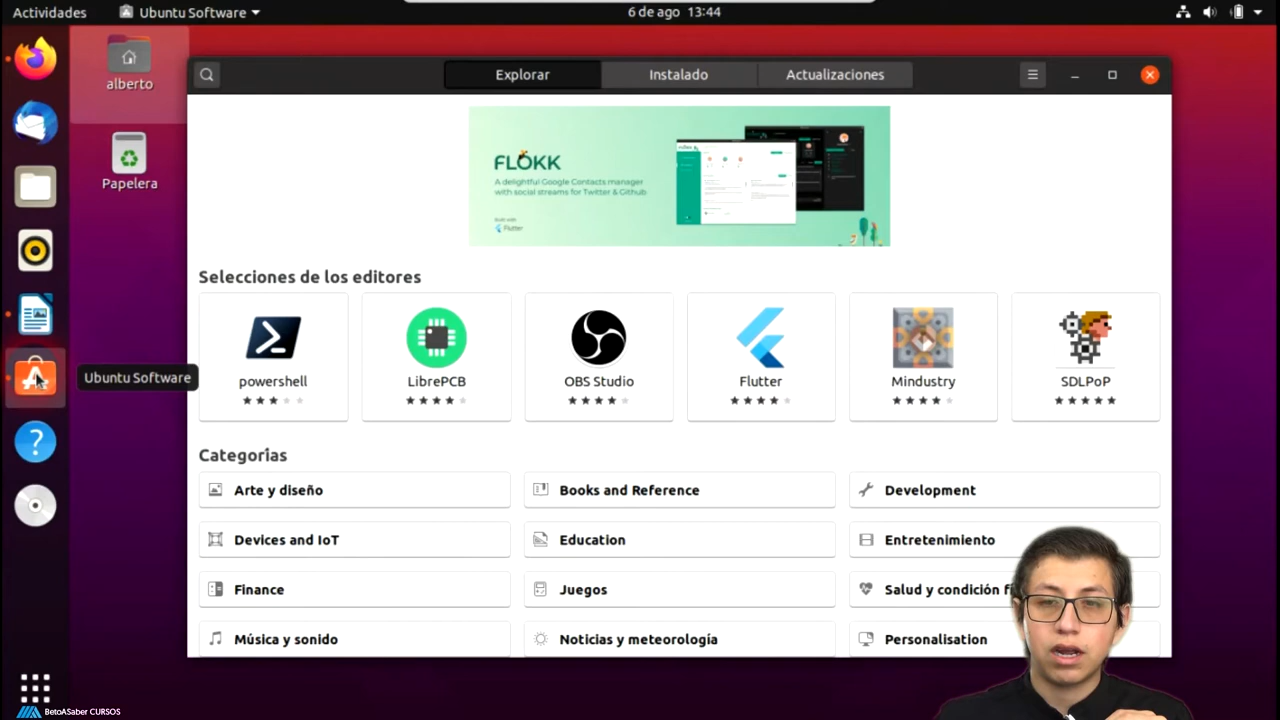 Actividades
Ubuntu Software
6 de ago 13:44
alberto
Papelera
Explorar
Instalado
Actualizaciones
FLOKK
A delightful Google Contacts manager
with social streams for Twitter & Github
Built with
Flutter
Selecciones de los editores
powershell
LibrePCB
OBS Studio
Flutter
Mindustry
SDLPoP
Ubuntu Software
Categorías
Arte y diseño
Books and Reference
Development
Devices and IoT
Education
Entretenimiento
Finance
Juegos
Salud y condición
Música y sonido
Noticias y meteorología
Personalisation
BetoASaber CURSOS